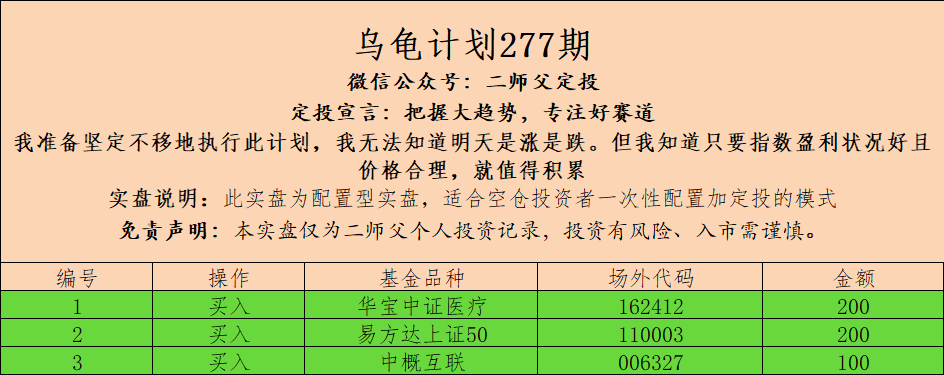 乌龟计划277期
微信公众号：二师父定投
定投宣言：把握大趋势，专注好赛道
我准备坚定不移地执行此计划，我无法知道明天是涨是跌。但我知道只要指数盈利状况好且
价格合理，就值得积累
实盘说明：此实盘为配置型实盘，适合空仓投资者一次性配置加定投的模式
免责声明：本实盘仅为二师父个人投资记录，投资有风险、入市需谨慎。
编号 操作 基金品种 场外代码 金额
1 买入 华宝中证医疗 162412 200
2 买入 易方达上证50 110003 200
3 买入 中概互联 006327 100